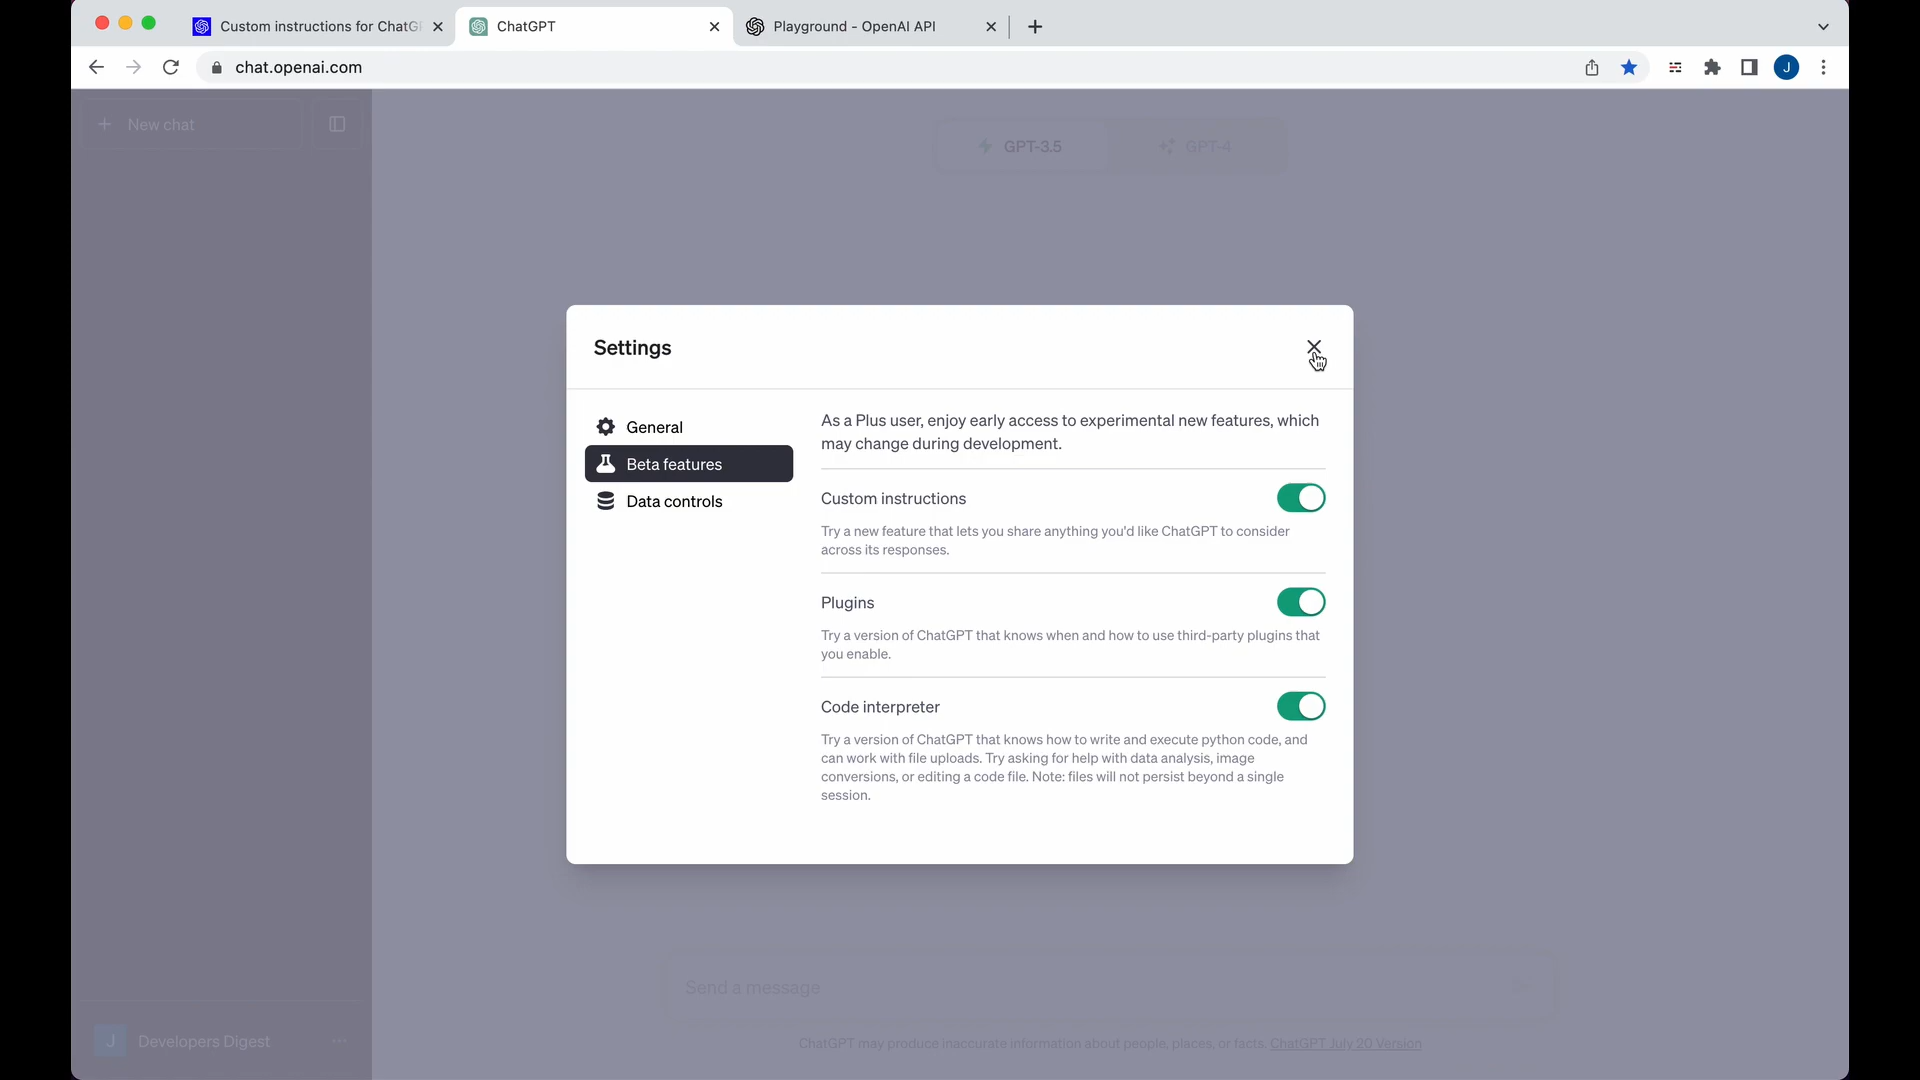 Custom instructions for ChatG
ChatGPT
Playground - OpenAI API
chat.openai.com
J
New chat
GPT-3.5
GPT-4
Settings
General
Beta features
Data controls
As a Plus user, enjoy early access to experimental new features, which
may change during development.
Custom instructions
Try a new feature that lets you share anything you'd like ChatGPT to consider
across its responses.
Plugins
Try a version of ChatGPT that knows when and how to use third-party plugins that
you enable.
Code interpreter
Try a version of ChatGPT that knows how to write and execute python code, and
can work with file uploads. Try asking for help with data analysis, image
conversions, or editing a code file. Note: files will not persist beyond a single
session.
Send a message
J
Developers Digest
ChatGPT may produce inaccurate information about people, places, or facts. ChatGPT July 20 Version